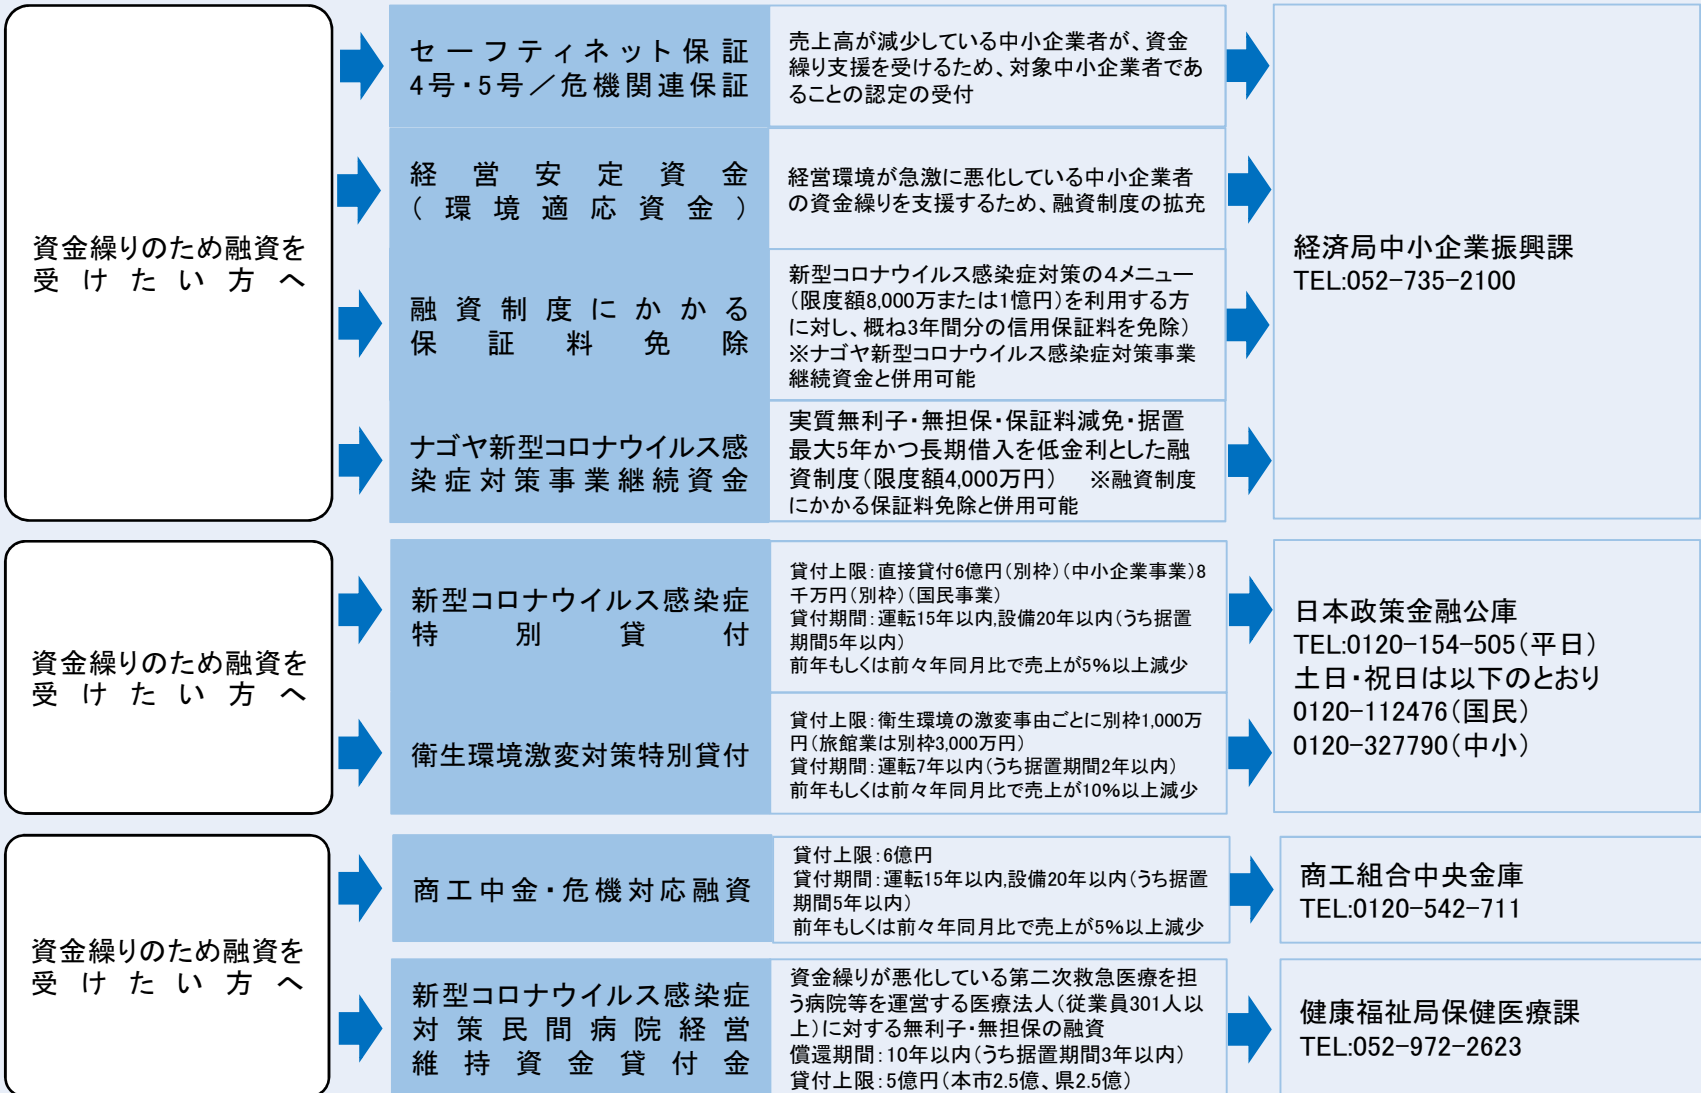 資金繰りのため融資を
受けたい方へ
セーフティネット保証
4号・5号／危機関連保証
売上高が減少している中小企業者が、資金
繰り支援を受けるため、対象中小企業者であ
ることの認定の受付
経営安定資金
（環境適応資金）
経営環境が急激に悪化している中小企業者
の資金繰りを支援するため、融資制度の拡充
融資制度にかかる
保証料免除
新型コロナウイルス感染症対策の４メニュー
（限度額8,000万または1億円）を利用する方
に対し、概ね3年間分の信用保証料を免除）
※ナゴヤ新型コロナウイルス感染症対策事業
継続資金と併用可能
ナゴヤ新型コロナウイルス感
染症対策事業継続資金
実質無利子・無担保・保証料減免・据置
最大5年かつ長期借入を低金利とした融
資制度（限度額4,000万円）　※融資制度
にかかる保証料免除と併用可能
経済局中小企業振興課
TEL:052-735-2100
資金繰りのため融資を
受けたい方へ
新型コロナウイルス感染症
特別貸付
貸付上限：直接貸付6億円（別枠）（中小企業事業）8
千万円（別枠）（国民事業）
貸付期間：運転15年以内,設備20年以内（うち据置
期間5年以内）
前年もしくは前々年同月比で売上が5％以上減少
衛生環境激変対策特別貸付
貸付上限：衛生環境の激変事由ごとに別枠1,000万
円（旅館業は別枠3,000万円）
貸付期間：運転7年以内（うち据置期間2年以内）
前年もしくは前々年同月比で売上が10％以上減少
日本政策金融公庫
TEL:0120-154-505（平日）
土日・祝日は以下のとおり
0120-112476（国民）
0120-327790（中小）
資金繰りのため融資を
受けたい方へ
商工中金・危機対応融資
貸付上限：6億円
貸付期間：運転15年以内,設備20年以内（うち据置
期間5年以内）
前年もしくは前々年同月比で売上が5％以上減少
商工組合中央金庫
TEL:0120-542-711
新型コロナウイルス感染症
対策民間病院経営
維持資金貸付金
資金繰りが悪化している第二次救急医療を担
う病院等を運営する医療法人（従業員301人以
上）に対する無利子・無担保の融資
償還期間：10年以内（うち据置期間3年以内）
貸付上限：5億円（本市2.5億、県2.5億）
健康福祉局保健医療課
TEL:052-972-2623